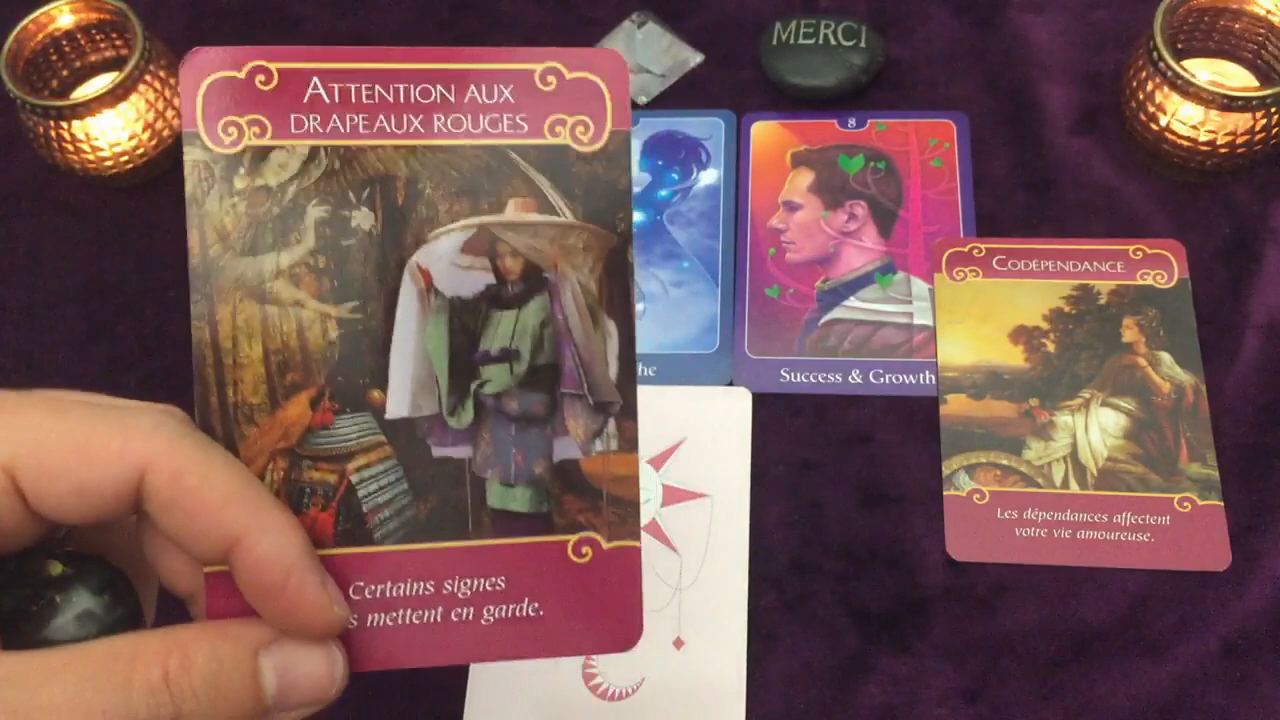 ATTENTION AUX
DRAPEAUX ROUGES
Certains signes
mettent en garde.
MERCI
8
Success & Growth
CODÉPENDANCE
Les dépendances affectent
votre vie amoureuse.